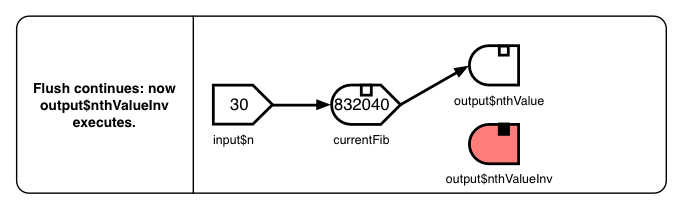 Flush continues: now
output$nthValueInv
executes.
30
input$n
832040
currentFib
output$nthValue
output$nthValueInv